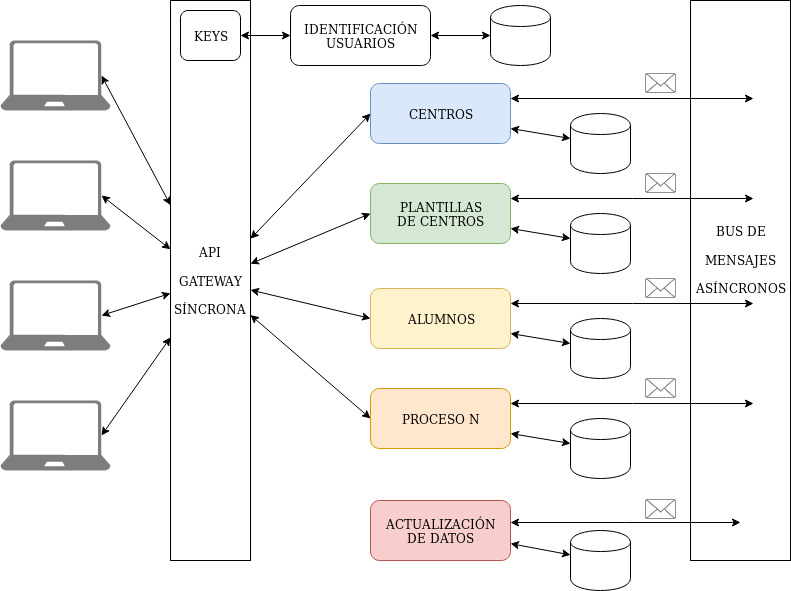 KEYS
IDENTIFICACIÓN
USUARIOS
CENTROS
PLANTILLAS
DE CENTROS
API
GATEWAY
SÍNCRONA
BUS DE
MENSAJES
ASÍNCRONOS
ALUMNOS
PROCESO N
ACTUALIZACIÓN
DE DATOS